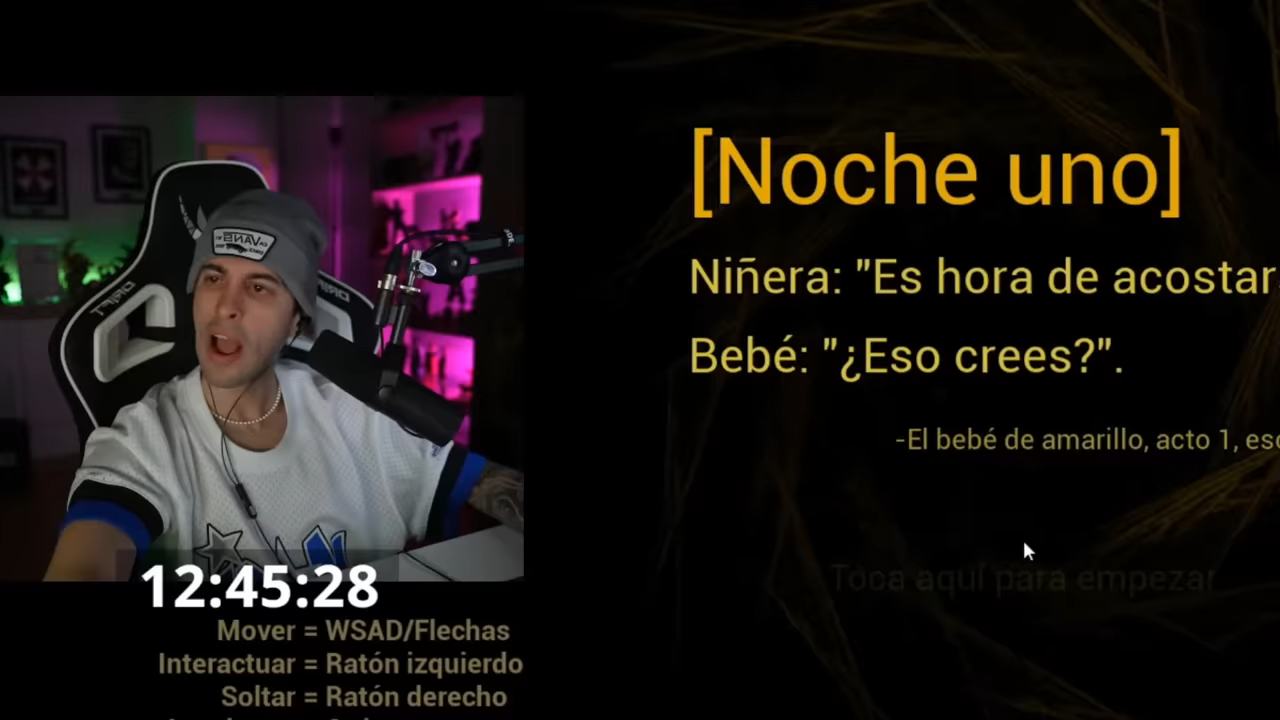 [Noche uno]
Niñera: "Es hora de acostar
Bebé: "¿Eso crees?".
-El bebé de amarillo, acto 1, esc
Toca aquí para empezar
12:45:28
Mover = WSAD/Flechas
Interactuar = Ratón izquierdo
Soltar = Ratón derecho